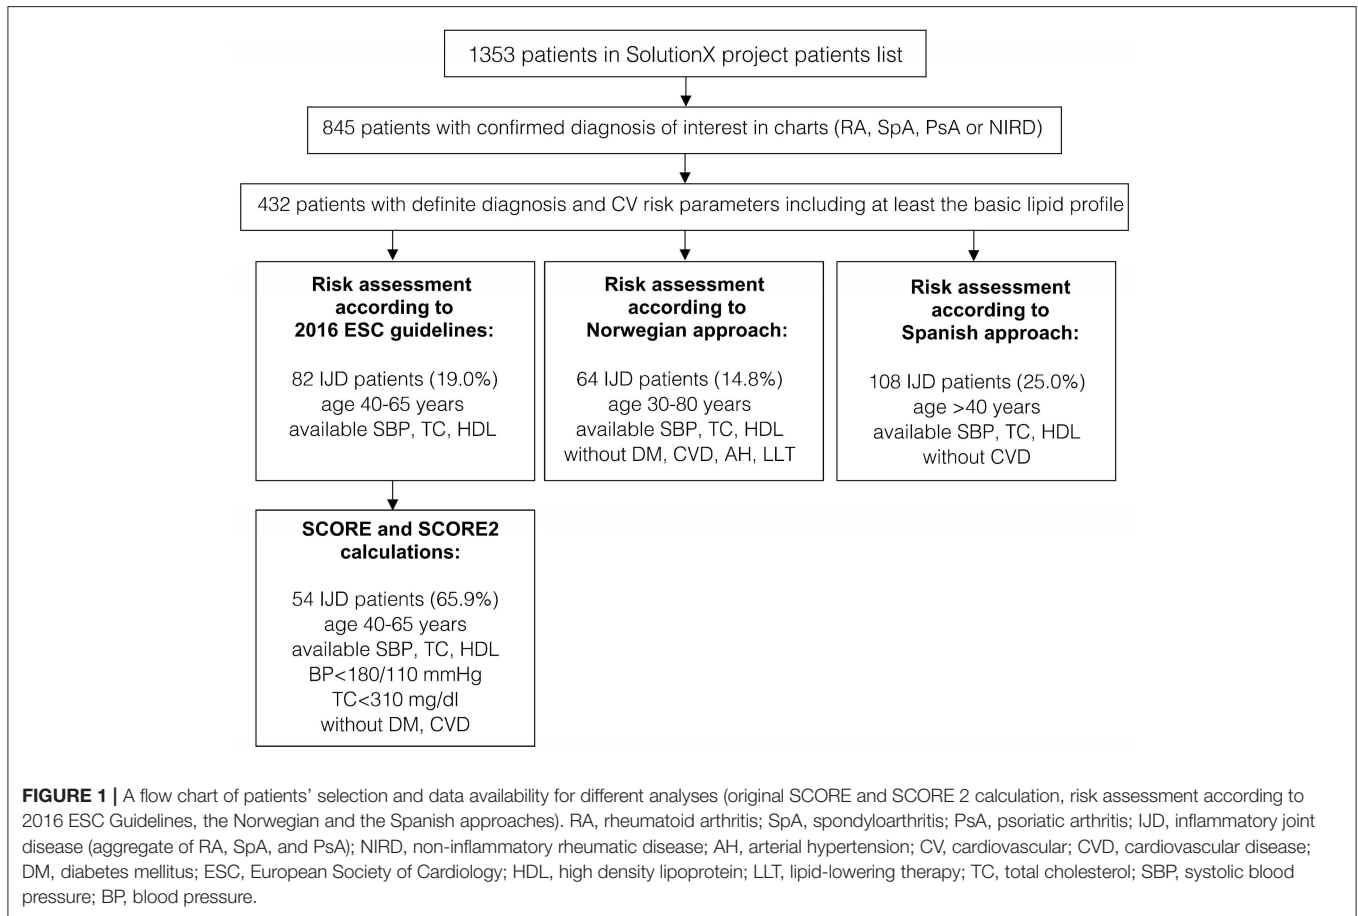 1353 patients in SolutionX project patients list
845 patients with confirmed diagnosis of interest in charts (RA, SpA, PsA or NIRD)
432 patients with definite diagnosis and CV risk parameters including at least the basic lipid profile
Risk assessment
according to
2016 ESC guidelines:
82 IJD patients (19.0%)
age 40-65 years
available SBP, TC, HDL
Risk assessment
according to
Norwegian approach:
64 IJD patients (14.8%)
age 30-80 years
available SBP, TC, HDL
without DM, CVD, AH, LLT
Risk assessment
according to
Spanish approach:
108 IJD patients (25.0%)
age >40 years
available SBP, TC, HDL
without CVD
SCORE and SCORE2
calculations:
54 IJD patients (65.9%)
age 40-65 years
available SBP, TC, HDL
BP<180/110 mmHg
TC<310 mg/dl
without DM, CVD
FIGURE 1 | A flow chart of patients' selection and data availability for different analyses (original SCORE and SCORE 2 calculation, risk assessment according to
2016 ESC Guidelines, the Norwegian and the Spanish approaches). RA, rheumatoid arthritis; SpA, spondyloarthritis; PsA, psoriatic arthritis; IJD, inflammatory joint
disease (aggregate of RA, SpA, and PsA); NIRD, non-inflammatory rheumatic disease; AH, arterial hypertension; CV, cardiovascular; CVD, cardiovascular disease;
DM, diabetes mellitus; ESC, European Society of Cardiology; HDL, high density lipoprotein; LLT, lipid-lowering therapy; TC, total cholesterol; SBP, systolic blood
pressure; BP, blood pressure.